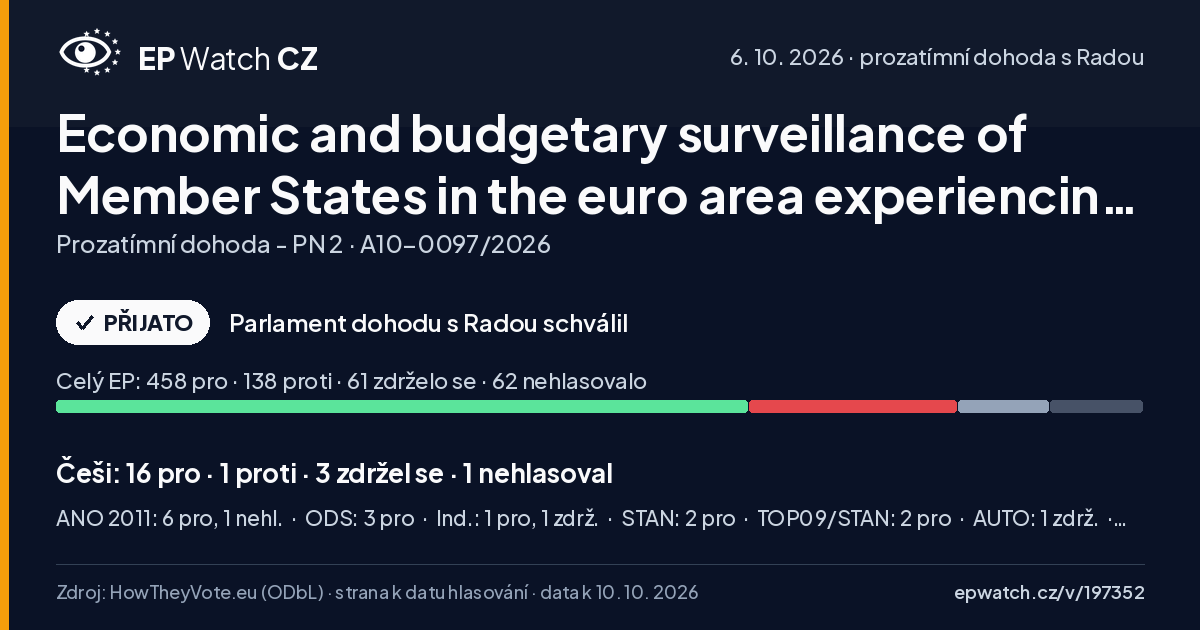 EP Watch CZ
6. 10. 2026 · prozatímní dohoda s Radou
Economic and budgetary surveillance of
Member States in the euro area experiencin…
Prozatímní dohoda - PN 2 · A10–0097/2026
✓ PŘIJATO
Parlament dohodu s Radou schválil
Celý EP: 458 pro · 138 proti · 61 zdrželo se · 62 nehlasovalo
Češi: 16 pro · 1 proti · 3 zdržel se · 1 nehlasoval
ANO 2011: 6 pro, 1 nehl. · ODS: 3 pro · Ind.: 1 pro, 1 zdrž. · STAN: 2 pro · TOP09/STAN: 2 pro · AUTO: 1 zdrž. ·…
Zdroj: HowTheyVote.eu (ODbL) · strana k datu hlasování · data k 10. 10. 2026
epwatch.cz/v/197352